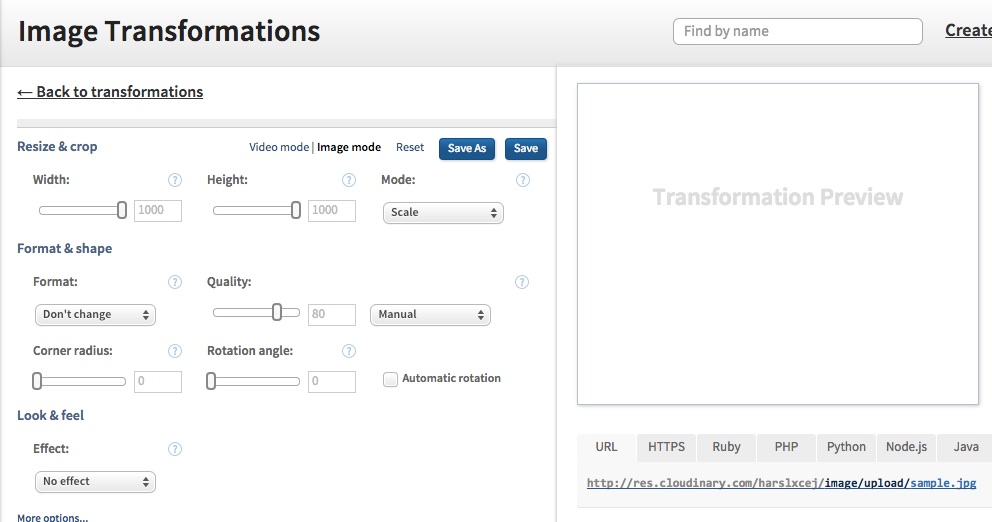 Image Transformations
Find by name
Create
← Back to transformations
Resize & crop
Video mode | Image mode
Reset
Save As
Save
Width: ?
Height: ?
Mode: ?
1000
1000
Scale
Format & shape
Format: ?
Quality: ?
Don't change
80
Manual
Corner radius: ?
Rotation angle: ?
0
0
Automatic rotation
Look & feel
Effect: ?
No effect
More options...
Transformation Preview
URL
HTTPS
Ruby
PHP
Python
Node.js
Java
http://res.cloudinary.com/harslxcej/image/upload/sample.jpg